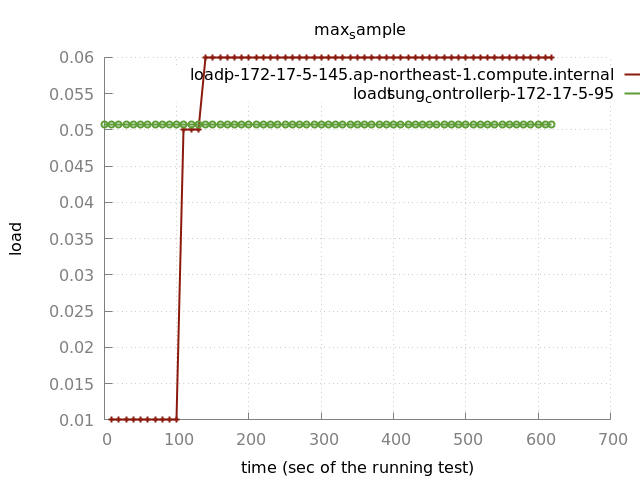 maxsample
0.06
loadip-172-17-5-145.ap-northeast-1.compute.internal
0.055
loadtsung_controllerip-172-17-5-95
0.05
0.045
0.04
0.035
load
0.03
0.025
0.02
0.015
0.01
0 100 200 300 400 500 600 700
time (sec of the running test)